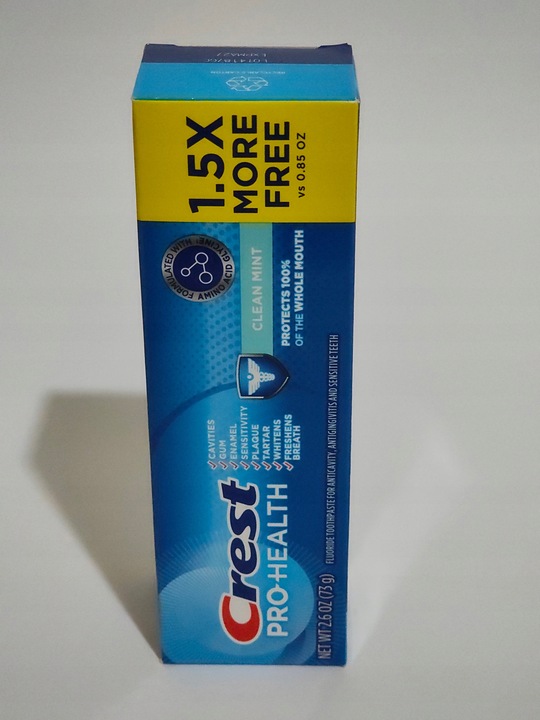 1.5X
MORE
FREE
vs 0.85 OZ
FORMULATED WITH:
GLYCINE
AMINO ACID
CLEAN MINT
PROTECTS 100%
OF THE WHOLE MOUTH
CAVITIES
GUM
ENAMEL
SENSITIVITY
PLAQUE
TARTAR
WHITENS
FRESHENS
BREATH
Crest
PRO-HEALTH
NET WT 2.6 OZ (73 g)
FLUORIDE TOOTHPASTE FOR ANTICAVITY, ANTIGINGIVITIS AND SENSITIVE TEETH
RECYCLABLE CARTON